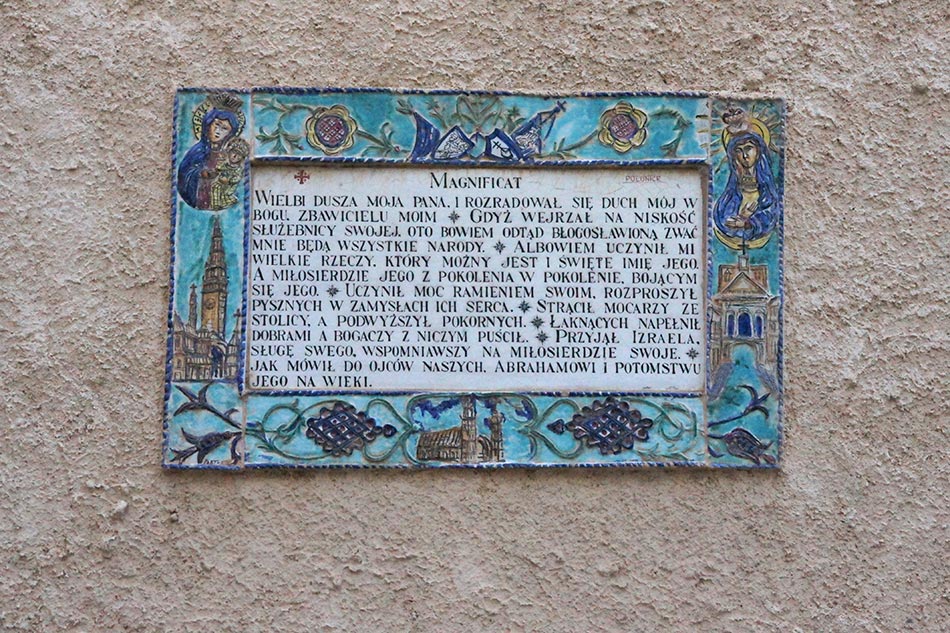 MAGNIFICAT
POLONICE
WIELBI DUSZA MOJA PANA, I ROZRADOWAŁ SIĘ DUCH MÓJ W
BOGU, ZBAWICIELU MOIM ✴ GDYŻ WEJRZAŁ NA NISKOŚĆ
SŁUŻEBNICY SWOJEJ, OTO BOWIEM ODTĄD BŁOGOSŁAWIONĄ ZWAĆ
MNIE BĘDĄ WSZYSTKIE NARODY. ✴ ALBOWIEM UCZYNIŁ MI
WIELKIE RZECZY, KTÓRY MOŻNY JEST I ŚWIĘTE IMIĘ JEGO.
A MIŁOSIERDZIE JEGO Z POKOLENIA W POKOLENIE, BOJĄCYM
SIĘ JEGO. ✴ UCZYNIŁ MOC RAMIENIEM SWOIM, ROZPROSZYŁ
PYSZNYCH W ZAMYSŁACH ICH SERCA. ✴ STRĄCIŁ MOCARZY ZE
STOLICY, A PODWYŻSZYŁ POKORNYCH. ✴ ŁAKNĄCYCH NAPEŁNIŁ
DOBRAMI A BOGACZY Z NICZYM PUŚCIŁ. ✴ PRZYJĄŁ IZRAELA,
SŁUGĘ SWEGO, WSPOMNIAWSZY NA MIŁOSIERDZIE SWOJE. ✴
JAK MÓWIŁ DO OJCÓW NASZYCH, ABRAHAMOWI I POTOMSTWU
JEGO NA WIEKI.